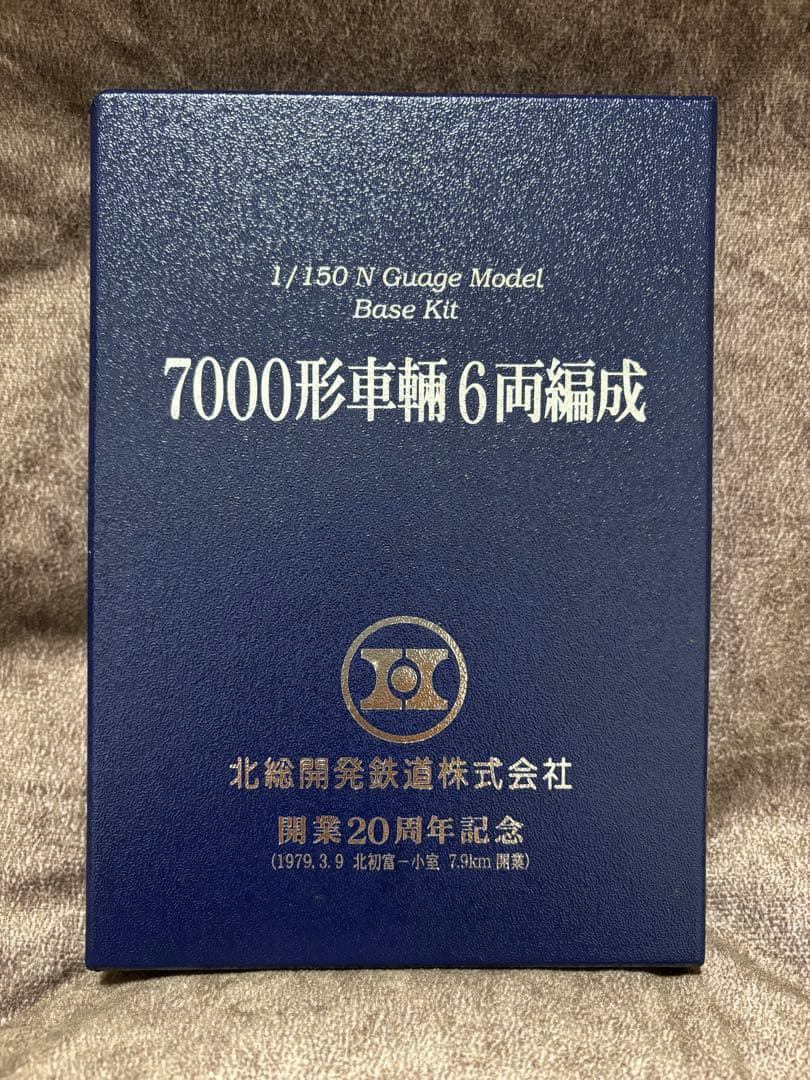 1/150 N Guage Model
Base Kit
7000形車輛6両編成
北総開発鉄道株式会社
開業20周年記念
(1979.3.9 北初富－小室 7.9km 開業)